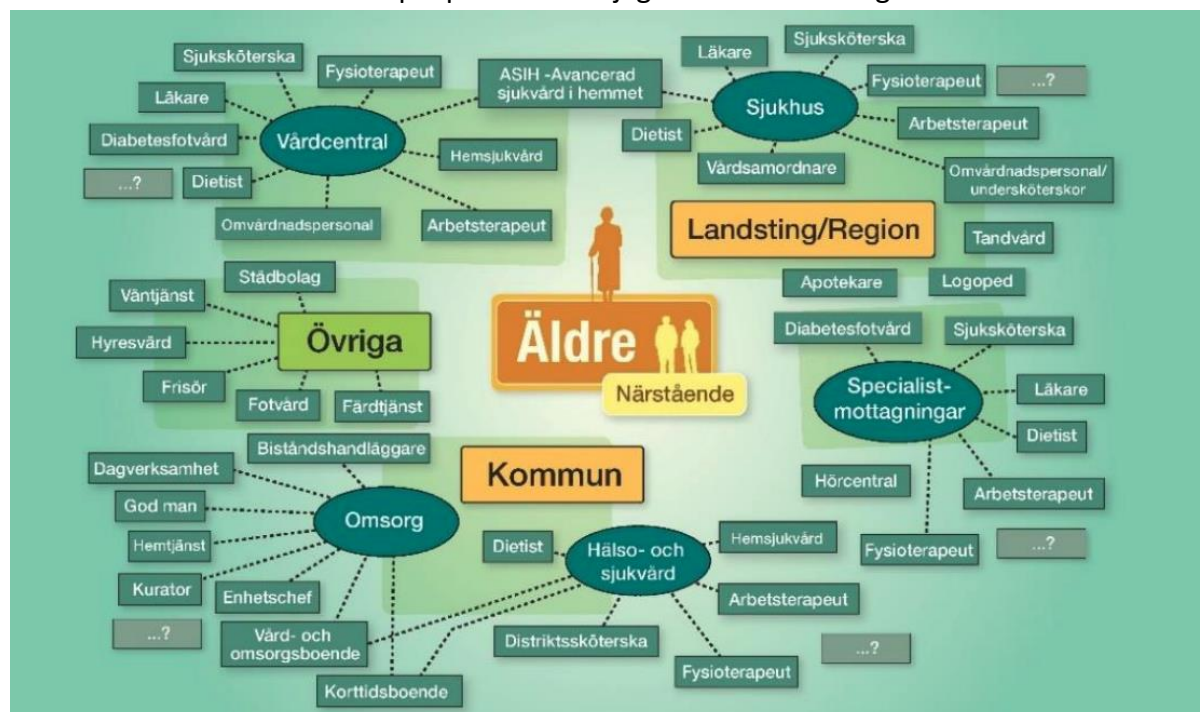 Sjuksköterska
Fysioterapeut
Läkare
Vårdcentral
Diabetesfotvård
...?
Dietist
Omvårdnadspersonal
Hemsjukvård
Arbetsterapeut
ASIH -Avancerad
sjukvård i hemmet
Läkare
Sjuksköterska
Fysioterapeut
...?
Sjukhus
Arbetsterapeut
Dietist
Vårdsamordnare
Omvårdnadspersonal/
undersköterskor
Landsting/Region
Tandvård
Apotekare
Logoped
Städbolag
Väntjänst
Övriga
Hyresvärd
Frisör
Fotvård
Färdtjänst
Äldre
Närstående
Diabetesfotvård
Sjuksköterska
Specialist-
mottagningar
Läkare
Dietist
Hörcentral
Arbetsterapeut
Fysioterapeut
...?
Kommun
Biståndshandläggare
Dagverksamhet
God man
Omsorg
Hemtjänst
Kurator
Enhetschef
...?
Vård- och
omsorgsboende
Korttidsboende
Dietist
Hälso- och
sjukvård
Hemsjukvård
Arbetsterapeut
Distriktssköterska
Fysioterapeut
...?